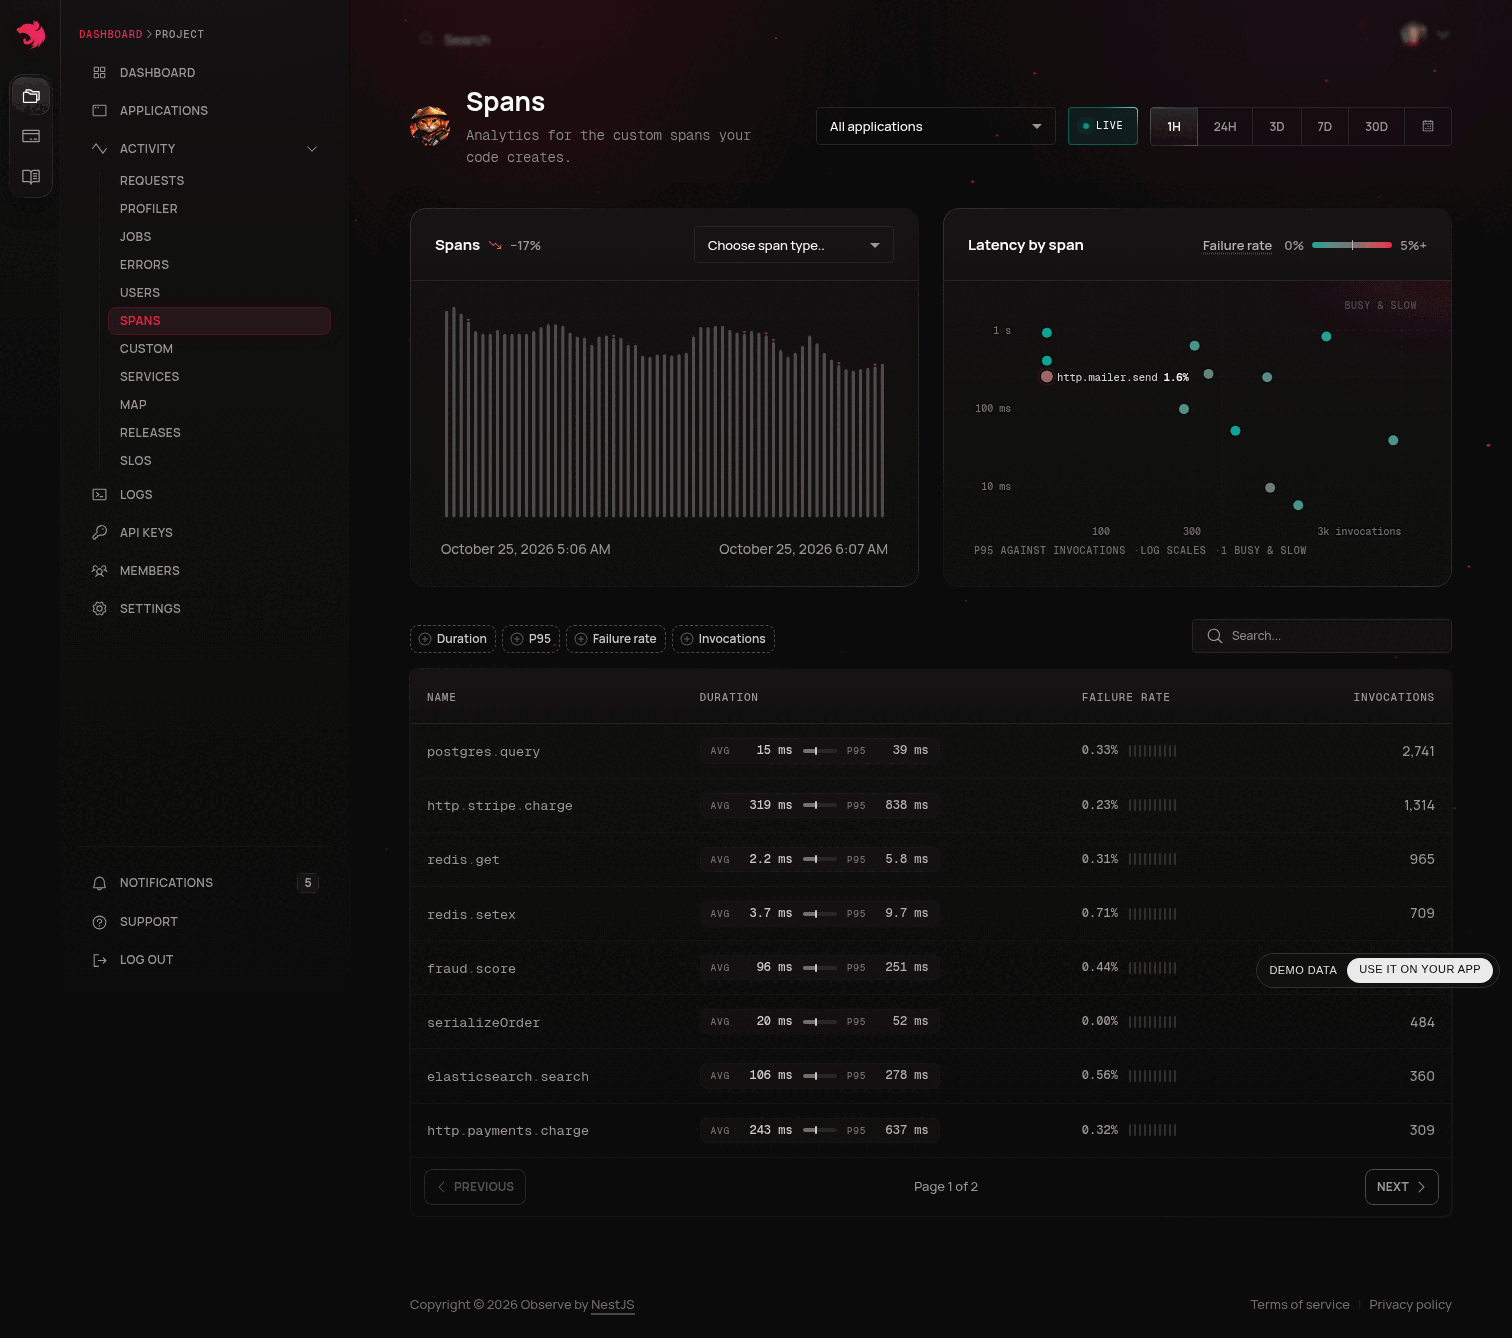 DASHBOARD > PROJECT
DASHBOARD
APPLICATIONS
ACTIVITY
REQUESTS
PROFILER
JOBS
ERRORS
USERS
SPANS
CUSTOM
SERVICES
MAP
RELEASES
SLOS
LOGS
API KEYS
MEMBERS
SETTINGS
NOTIFICATIONS 5
SUPPORT
LOG OUT
Search
Spans
Analytics for the custom spans your
code creates.
All applications
LIVE
1H 24H 3D 7D 30D
Spans -17%
Choose span type..
October 25, 2026 5:06 AM October 25, 2026 6:07 AM
Latency by span
Failure rate 0% 5%+
BUSY & SLOW
1 s
http.mailer.send 1.6%
100 ms
10 ms
100 300 3k invocations
P95 AGAINST INVOCATIONS ·LOG SCALES ·1 BUSY & SLOW
Duration P95 Failure rate Invocations
Search...
NAME DURATION FAILURE RATE INVOCATIONS
postgres.query AVG 15 ms P95 39 ms 0.33% 2,741
http.stripe.charge AVG 319 ms P95 838 ms 0.23% 1,314
redis.get AVG 2.2 ms P95 5.8 ms 0.31% 965
redis.setex AVG 3.7 ms P95 9.7 ms 0.71% 709
fraud.score AVG 96 ms P95 251 ms 0.44%
DEMO DATA USE IT ON YOUR APP
serializeOrder AVG 20 ms P95 52 ms 0.00% 484
elasticsearch.search AVG 106 ms P95 278 ms 0.56% 360
http.payments.charge AVG 243 ms P95 637 ms 0.32% 309
PREVIOUS Page 1 of 2 NEXT
Copyright © 2026 Observe by NestJS
Terms of service Privacy policy